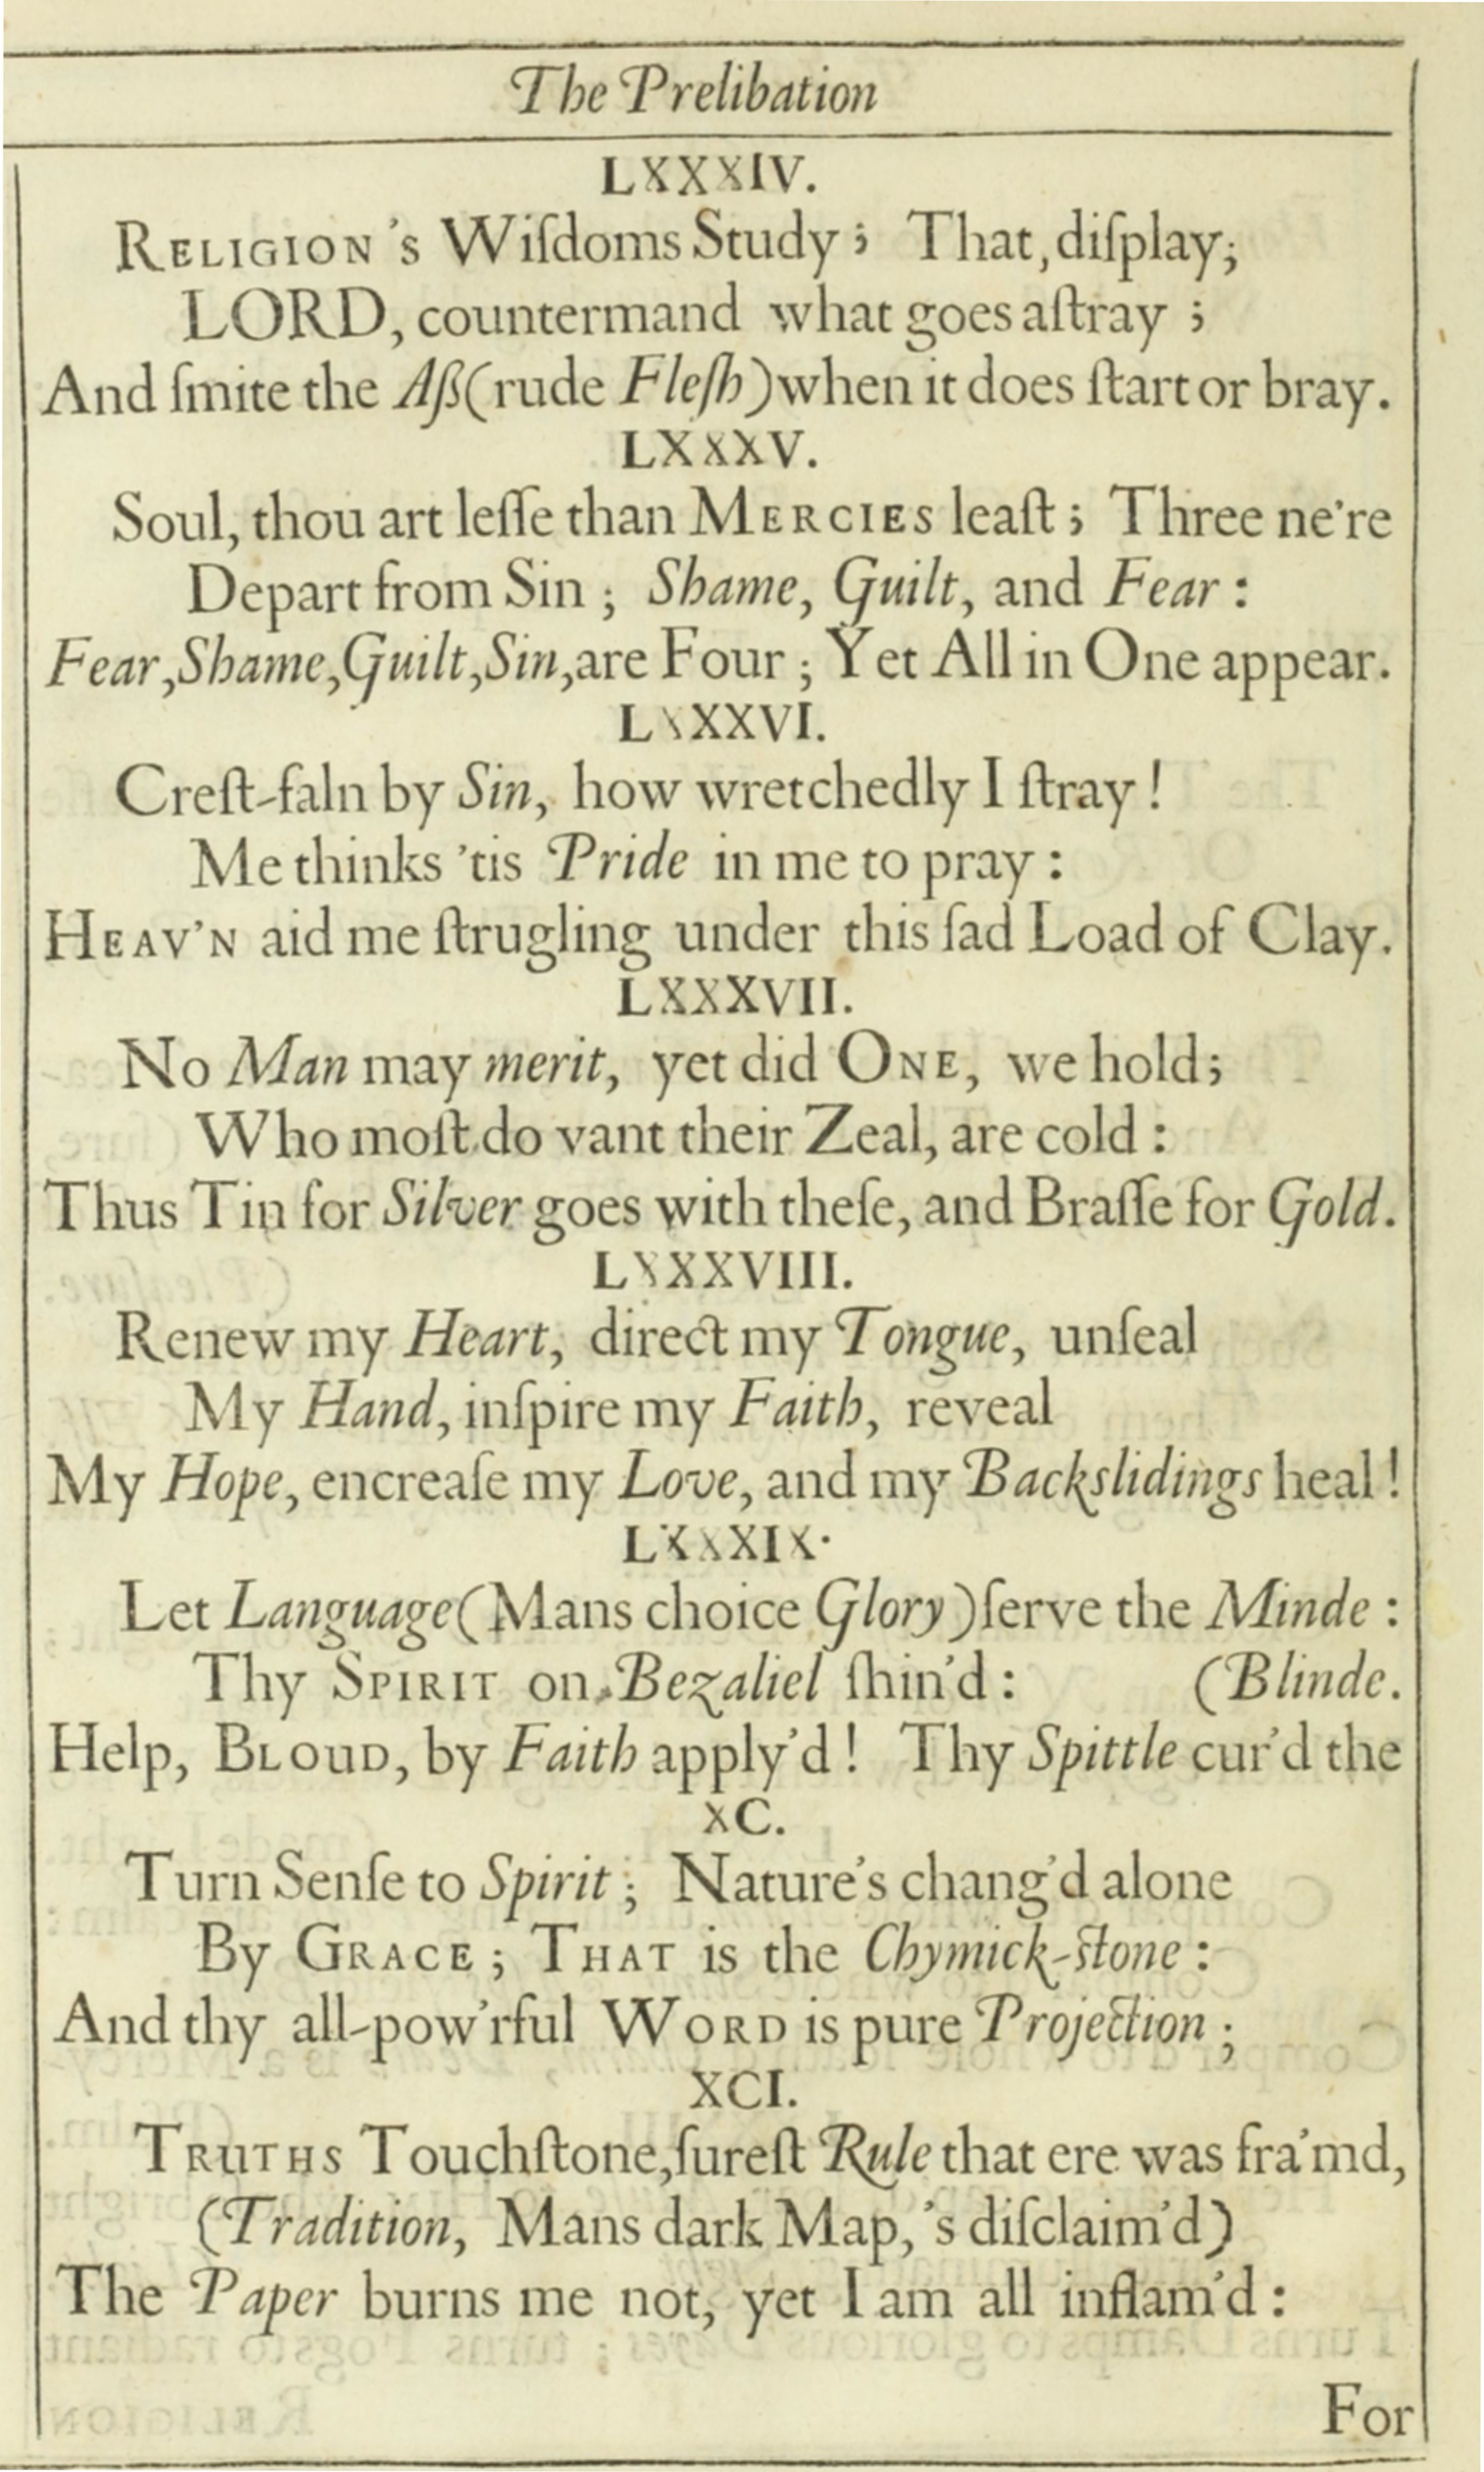 The Prelibation
LXXXIV.
RELIGION's Wiſdoms Study; That, diſplay;
LORD, countermand what goes aſtray;
And ſmite the Aß (rude Fleſh) when it does ſtart or bray.
LXXXV.
Soul, thou art leſſe than MERCIES leaſt; Three ne're
Depart from Sin; Shame, Guilt, and Fear:
Fear, Shame, Guilt, Sin, are Four; Yet All in One appear.
LXXXVI.
Creſt-faln by Sin, how wretchedly I ſtray!
Me thinks 'tis Pride in me to pray:
HEAV'N aid me ſtrugling under this ſad Load of Clay.
LXXXVII.
No Man may merit, yet did ONE, we hold;
Who moſt do vant their Zeal, are cold:
Thus Tin for Silver goes with theſe, and Braſſe for Gold.
LXXXVIII.
Renew my Heart, direct my Tongue, unſeal
My Hand, inſpire my Faith, reveal
My Hope, encreaſe my Love, and my Backslidings heal!
LXXXIX.
Let Language (Mans choice Glory) ſerve the Minde:
Thy SPIRIT on Bezaliel ſhin'd: (Blinde.
Help, BLOUD, by Faith apply'd! Thy Spittle cur'd the
XC.
Turn Senſe to Spirit; Nature's chang'd alone
By GRACE; THAT is the Chymick-ſtone:
And thy all-pow'rful WORD is pure Projection;
XCI.
TRUTHS Touchſtone, ſureſt Rule that ere was fra'md,
(Tradition, Mans dark Map, 's diſclaim'd)
The Paper burns me not, yet I am all inflam'd:
For